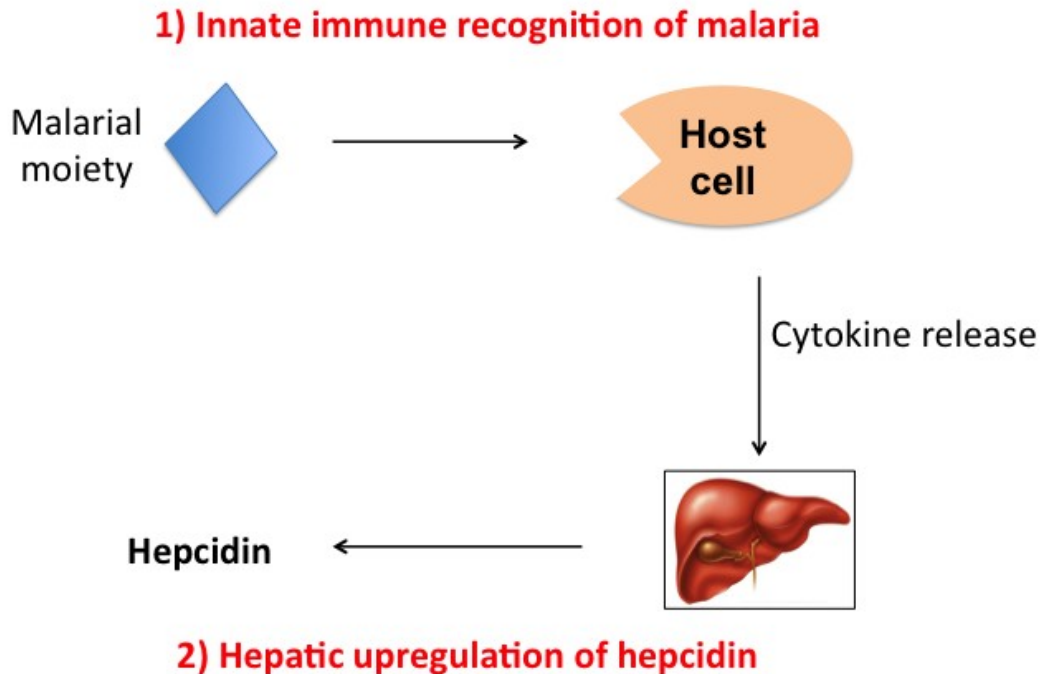 1) Innate immune recognition of malaria
Malarial
moiety
Host
cell
Cytokine release
Hepcidin
2) Hepatic upregulation of hepcidin